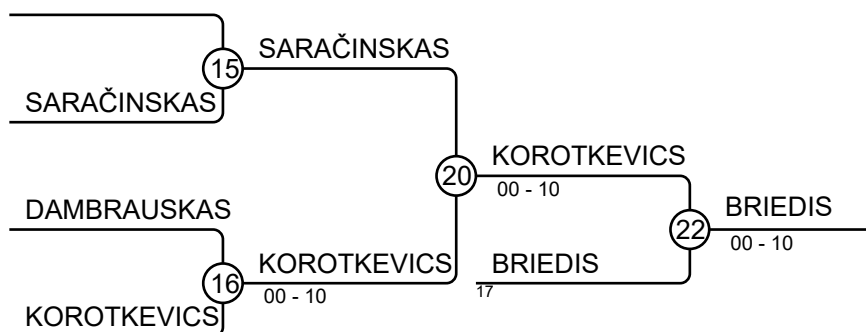 SARAČINSKAS
15
SARAČINSKAS
KOROTKEVICS
20
00 - 10
DAMBRAUSKAS
BRIEDIS
22
00 - 10
KOROTKEVICS
16
00 - 10
BRIEDIS
17
KOROTKEVICS